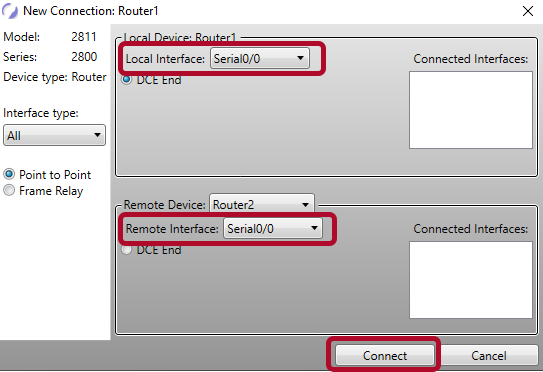 New Connection: Router1
Model: 2811
Series: 2800
Device type: Router
Interface type:
All
Point to Point
Frame Relay
Local Device: Router1
Local Interface: Serial0/0
DCE End
Connected Interfaces:
Remote Device: Router2
Remote Interface: Serial0/0
DCE End
Connected Interfaces:
Connect
Cancel